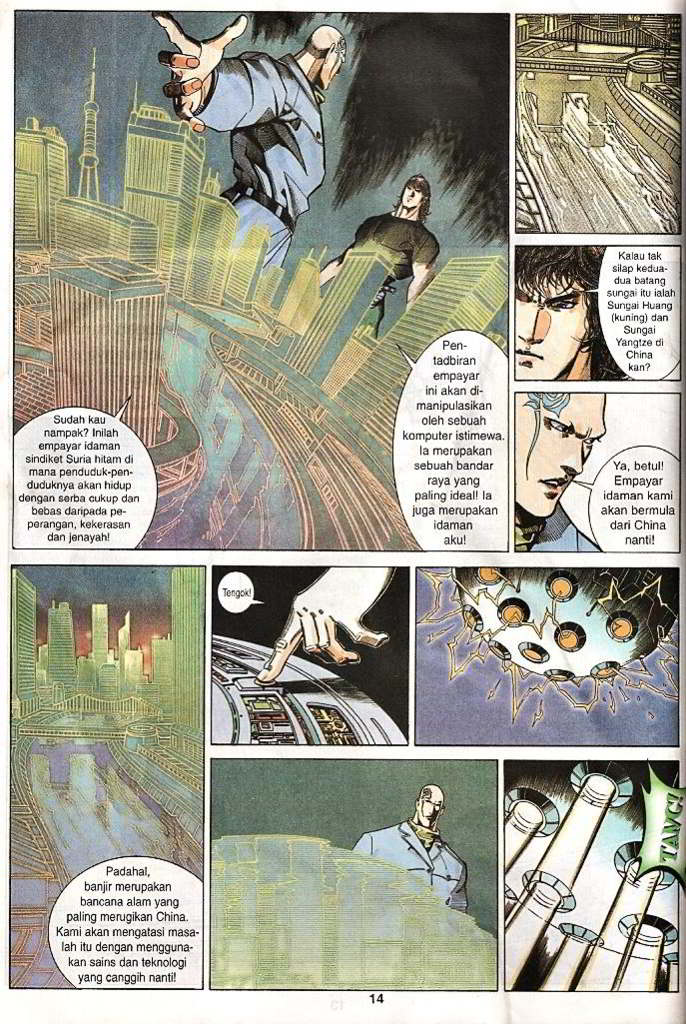 Sudah kau
nampak? Inilah
empayar idaman
sindiket Suria hitam di
mana penduduk-pen-
duduknya akan hidup
dengan serba cukup dan
bebas daripada pe-
perangan, kekerasan
dan jenayah!
Pen-
tadbiran
empayar
ini akan di-
manipulasikan
oleh sebuah
komputer istimewa.
Ia merupakan
sebuah bandar
raya yang
paling ideal! Ia
juga merupakan
idaman
aku!
Kalau tak
silap kedua-
dua batang
sungai itu ialah
Sungai Huang
(kuning) dan
Sungai
Yangtze di
China
kan?
Ya, betul!
Empayar
idaman kami
akan bermula
dari China
nanti!
Padahal,
banjir merupakan
bancana alam yang
paling merugikan China.
Kami akan mengatasi masa-
lah itu dengan mengguna-
kan sains dan teknologi
yang canggih nanti!
Tengok!
TANG!
14